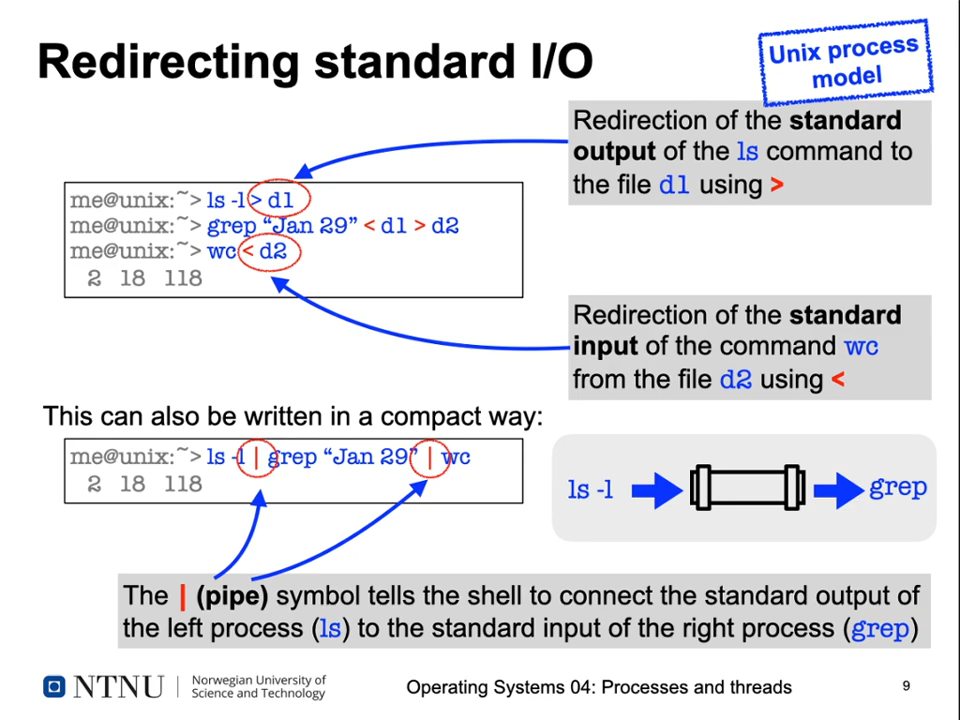 Redirecting standard I/O
Unix process
model
Redirection of the standard
output of the ls command to
the file d1 using >
me@unix:~> ls -l > d1
me@unix:~> grep “Jan 29” < d1 > d2
me@unix:~> wc < d2
2 18 118
Redirection of the standard
input of the command wc
from the file d2 using <
This can also be written in a compact way:
me@unix:~> ls -l | grep “Jan 29” | wc
2 18 118
ls -l
grep
The | (pipe) symbol tells the shell to connect the standard output of
the left process (ls) to the standard input of the right process (grep)
NTNU
Norwegian University of
Science and Technology
Operating Systems 04: Processes and threads
9